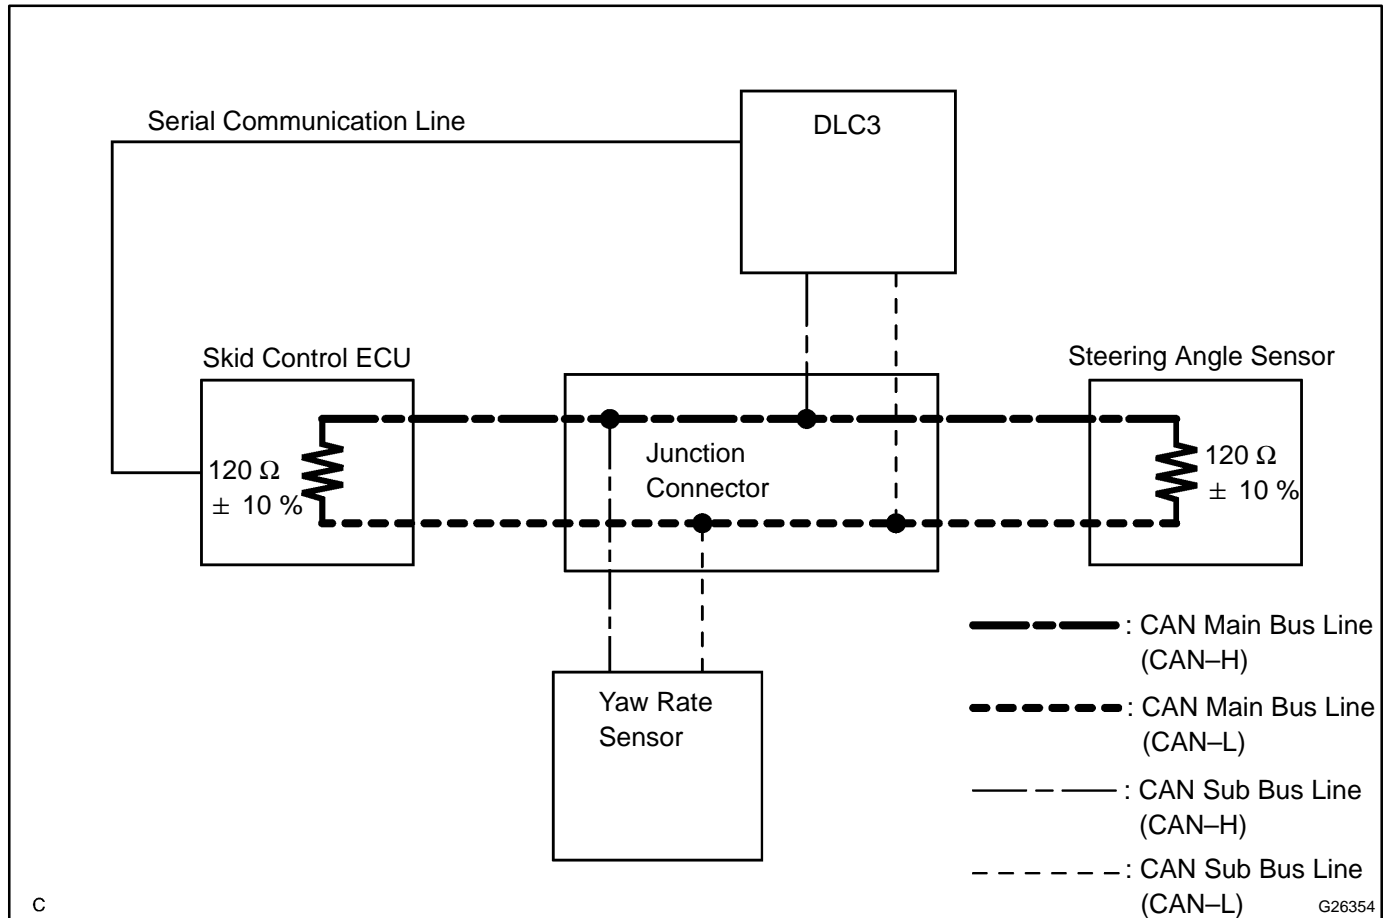 Serial Communication Line
DLC3
Skid Control ECU
Steering Angle Sensor
120 Ω
± 10 %
Junction
Connector
120 Ω
± 10 %
Yaw Rate
Sensor
: CAN Main Bus Line
(CAN–H)
: CAN Main Bus Line
(CAN–L)
: CAN Sub Bus Line
(CAN–H)
: CAN Sub Bus Line
(CAN–L)
C
G26354